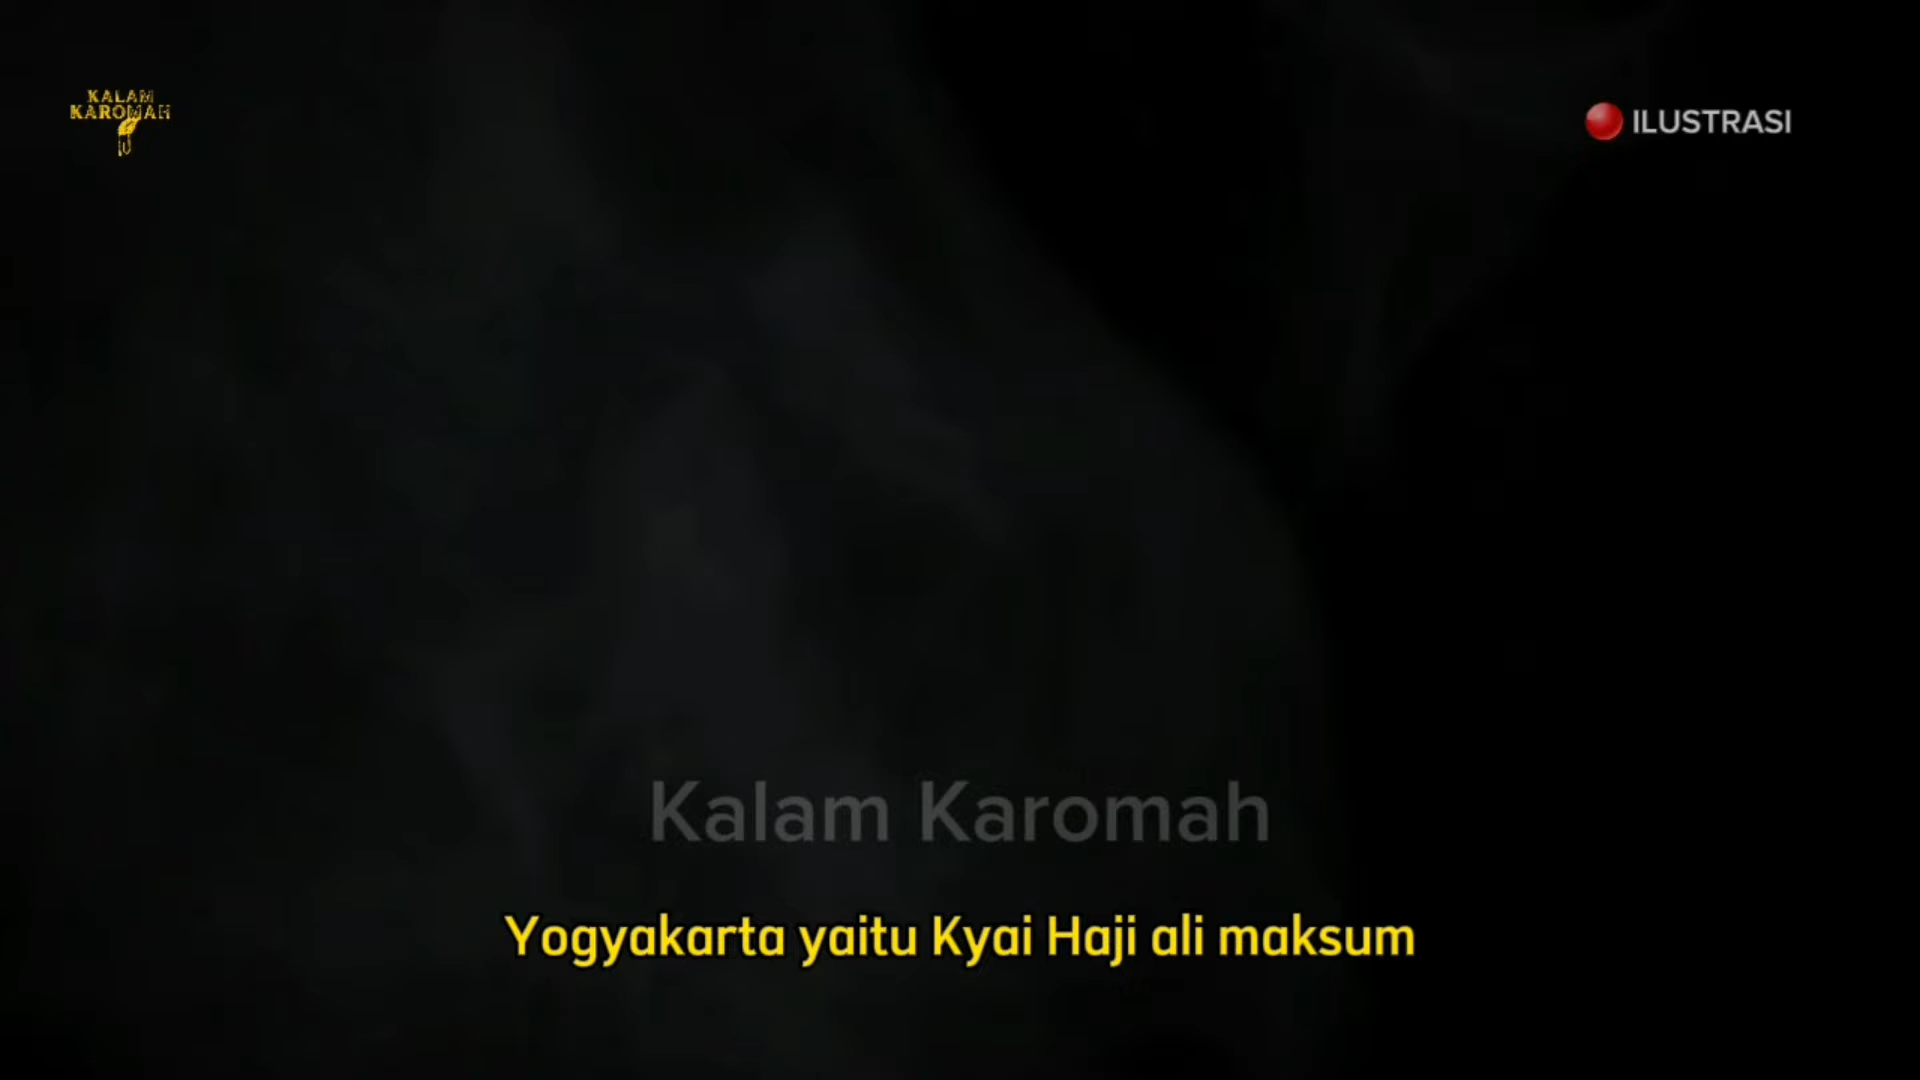 KALAM
KAROMAH
ILUSTRASI
Kalam Karomah
Yogyakarta yaitu Kyai Haji ali maksum